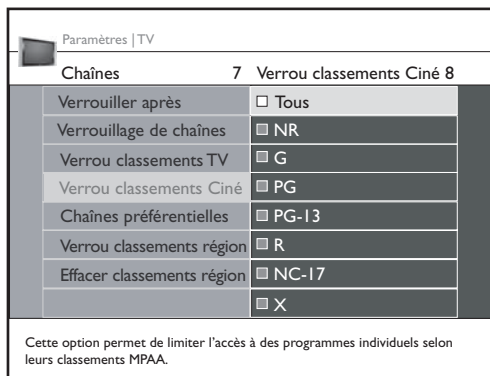 Paramètres | TV
Chaînes 7 Verrou classements Ciné 8
Verrouiller après Tous
Verrouillage de chaînes NR
Verrou classements TV G
Verrou classements Ciné PG
Chaînes préférentielles PG-13
Verrou classements région R
Effacer classements région NC-17
X
Cette option permet de limiter l'accès à des programmes individuels selon
leurs classements MPAA.